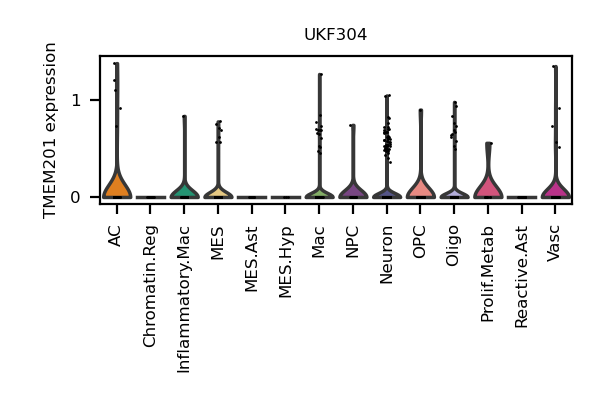 UKF304
TMEM201 expression
1
0
AC
Chromatin.Reg
Inflammatory.Mac
MES
MES.Ast
MES.Hyp
Mac
NPC
Neuron
OPC
Oligo
Prolif.Metab
Reactive.Ast
Vasc